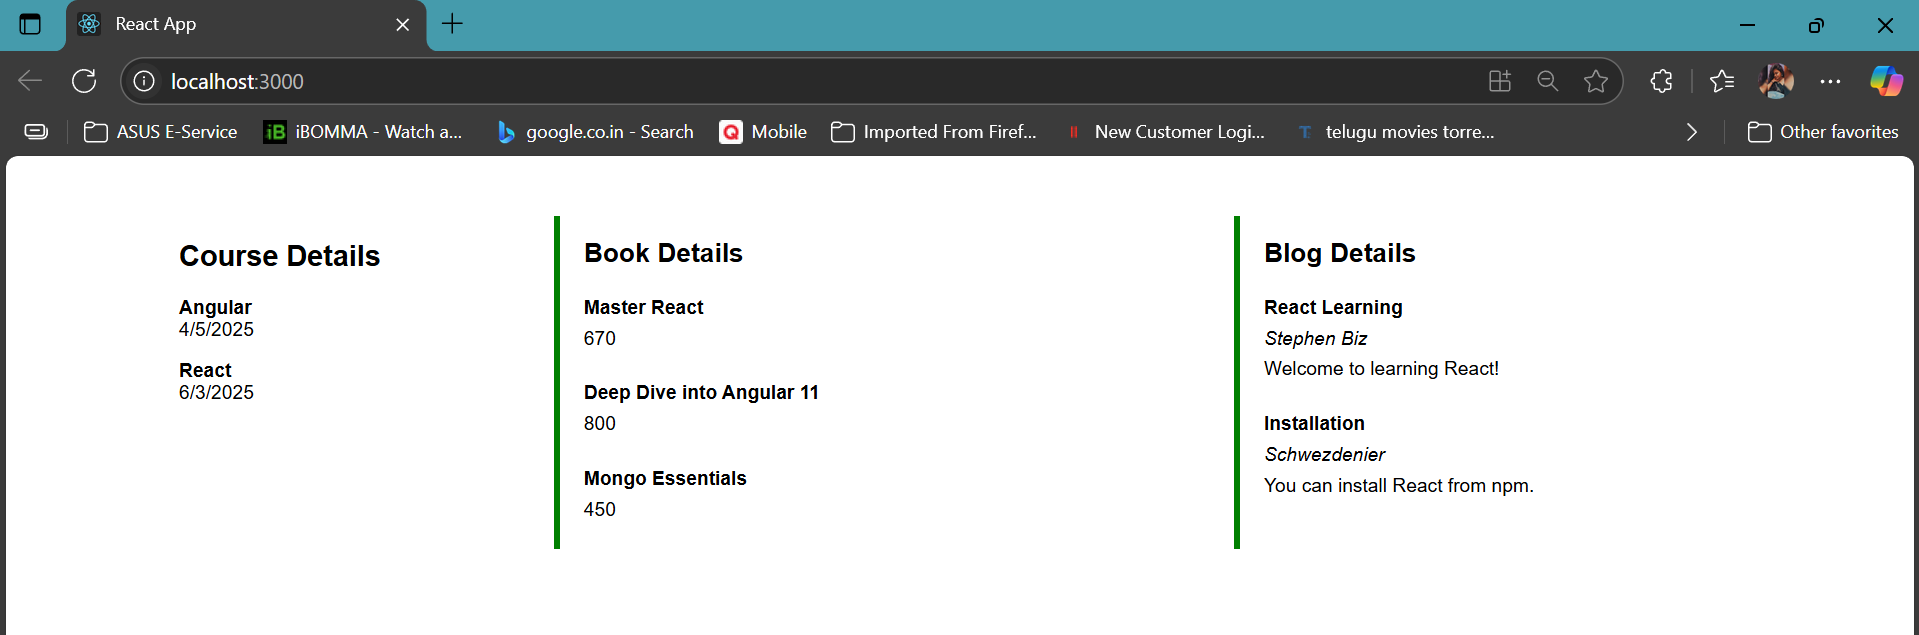 React App
localhost:3000
ASUS E-Service
iB
iBOMMA - Watch a...
google.co.in - Search
Q
Mobile
Imported From Firef...
New Customer Logi...
T
telugu movies torre...
Other favorites
Course Details
Angular
4/5/2025
React
6/3/2025
Book Details
Master React
670
Deep Dive into Angular 11
800
Mongo Essentials
450
Blog Details
React Learning
Stephen Biz
Welcome to learning React!
Installation
Schwezdenier
You can install React from npm.